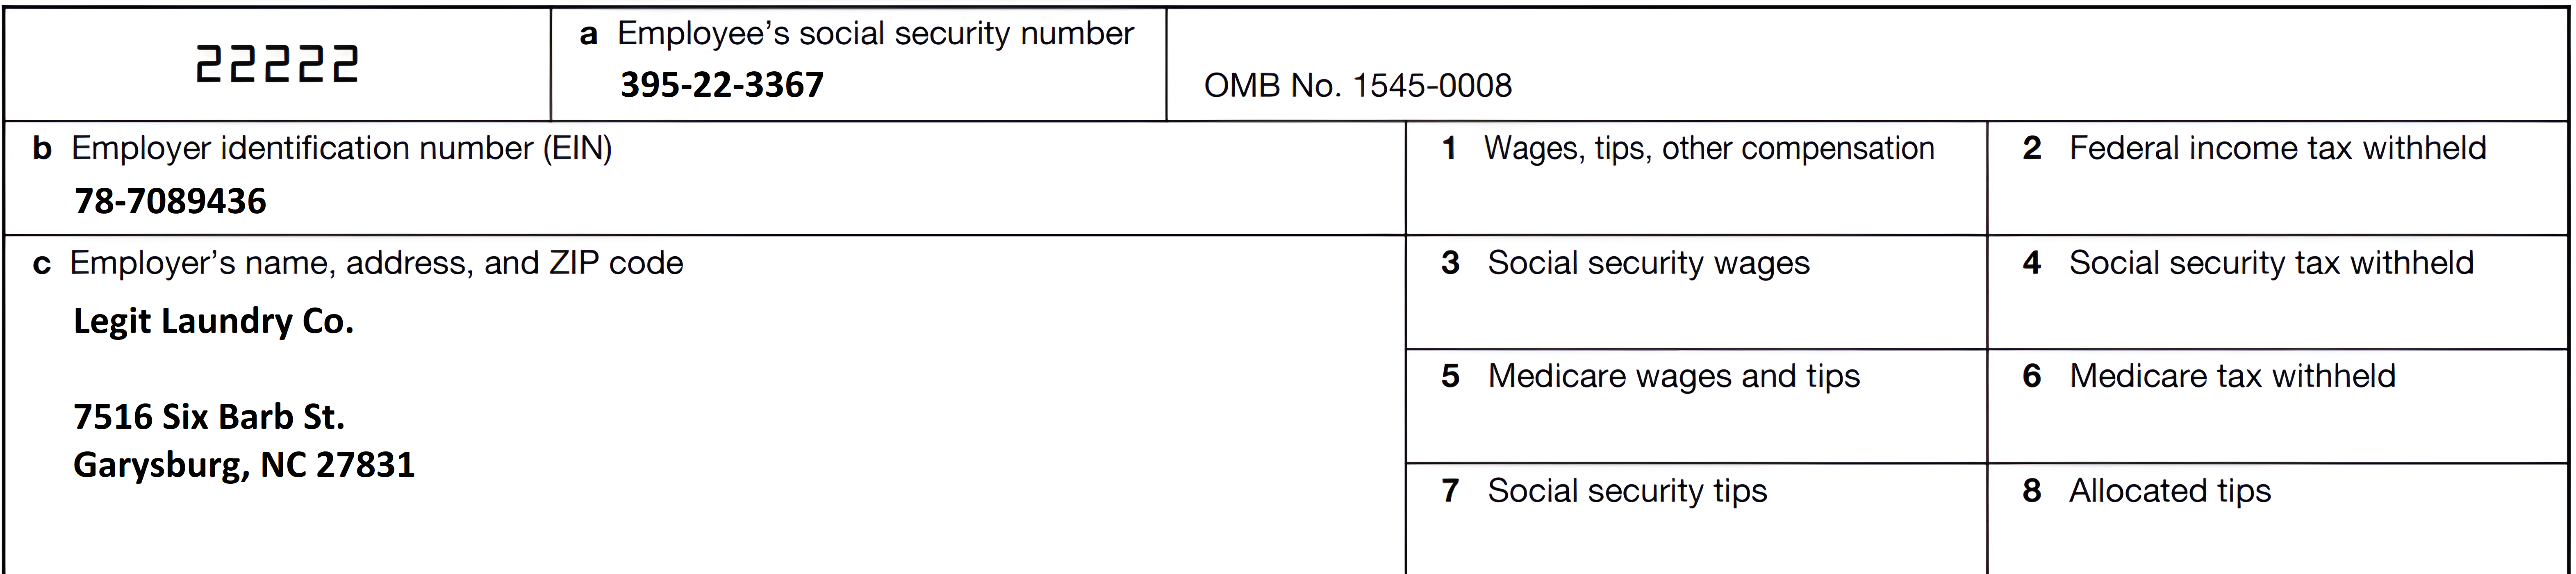 22222
a Employee's social security number
395-22-3367
OMB No. 1545-0008
b Employer identification number (EIN)
78-7089436
1 Wages, tips, other compensation
2 Federal income tax withheld
c Employer's name, address, and ZIP code
Legit Laundry Co.
7516 Six Barb St.
Garysburg, NC 27831
3 Social security wages
4 Social security tax withheld
5 Medicare wages and tips
6 Medicare tax withheld
7 Social security tips
8 Allocated tips